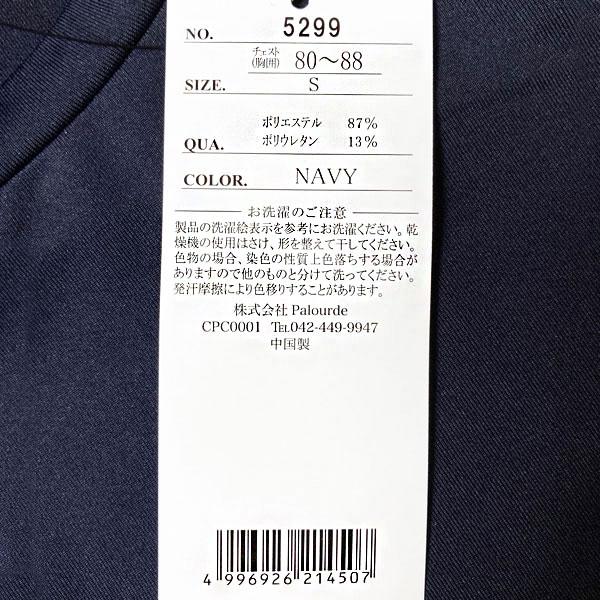 NO. 5299
チェスト(胸囲) 80〜88
SIZE. S
ポリエステル 87%
QUA. ポリウレタン 13%
COLOR. NAVY
お洗濯のご注意
製品の洗濯絵表示を参考にお洗濯ください。乾
燥機の使用はさけ、形を整えて干してください。
色物の場合、染色の性質上色落ちする場合が
ありますので他のものと分けて洗ってください。
発汗摩擦により色移りすることがあります。
株式会社 Palourde
CPC0001 TEL042-449-9947
中国製
4 996926 214507